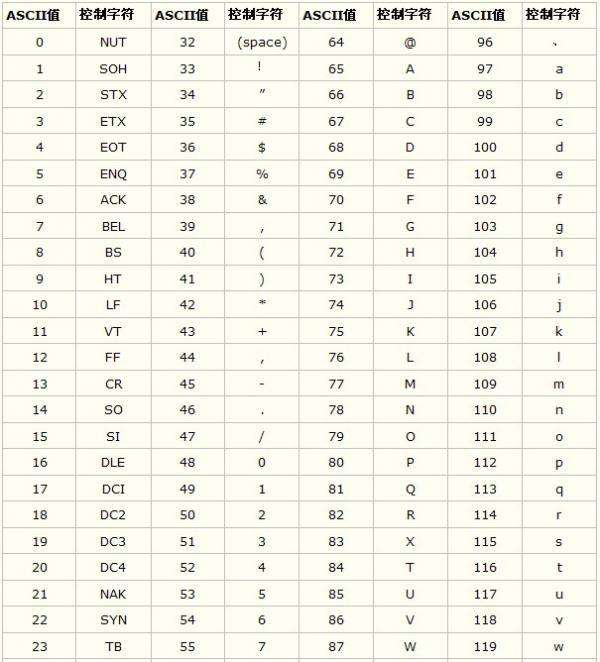 ASCII值 控制字符 ASCII值 控制字符 ASCII值 控制字符 ASCII值 控制字符
0 NUT 32 (space) 64 @ 96 、
1 SOH 33 ! 65 A 97 a
2 STX 34 ” 66 B 98 b
3 ETX 35 # 67 C 99 c
4 EOT 36 $ 68 D 100 d
5 ENQ 37 % 69 E 101 e
6 ACK 38 & 70 F 102 f
7 BEL 39 , 71 G 103 g
8 BS 40 ( 72 H 104 h
9 HT 41 ) 73 I 105 i
10 LF 42 * 74 J 106 j
11 VT 43 + 75 K 107 k
12 FF 44 , 76 L 108 l
13 CR 45 - 77 M 109 m
14 SO 46 . 78 N 110 n
15 SI 47 / 79 O 111 o
16 DLE 48 0 80 P 112 p
17 DCI 49 1 81 Q 113 q
18 DC2 50 2 82 R 114 r
19 DC3 51 3 83 X 115 s
20 DC4 52 4 84 T 116 t
21 NAK 53 5 85 U 117 u
22 SYN 54 6 86 V 118 v
23 TB 55 7 87 W 119 w